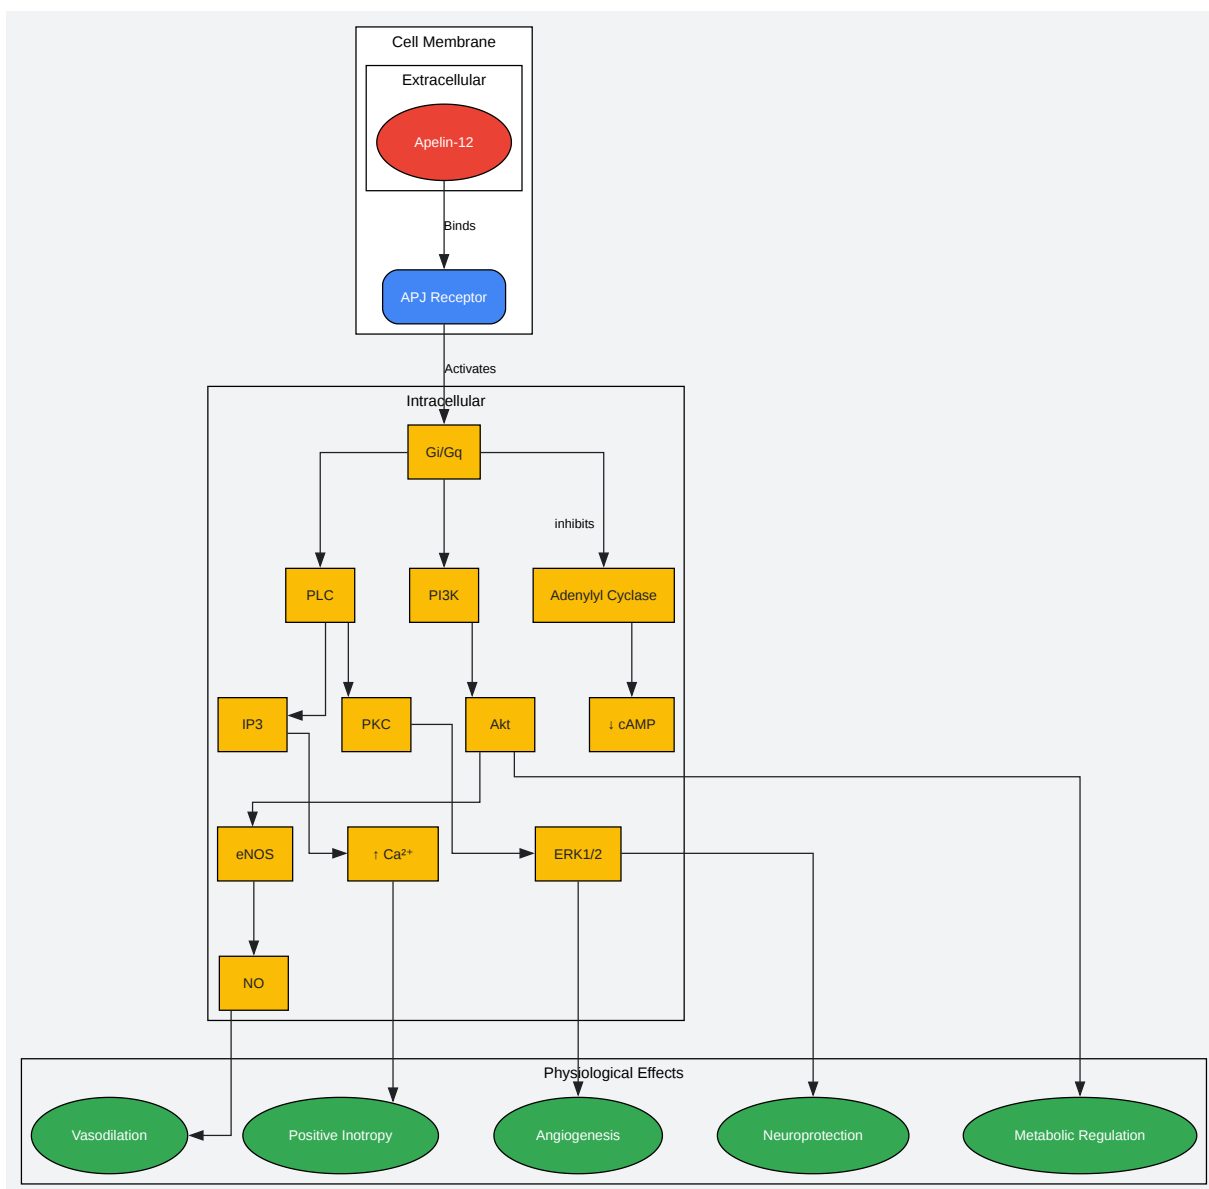 Cell Membrane
Extracellular
Apelin-12
Binds
APJ Receptor
Activates
Intracellular
Gi/Gq
inhibits
PLC
PI3K
Adenylyl Cyclase
IP3
PKC
Akt
↓ cAMP
eNOS
↑ Ca²⁺
ERK1/2
NO
Physiological Effects
Vasodilation
Positive Inotropy
Angiogenesis
Neuroprotection
Metabolic Regulation